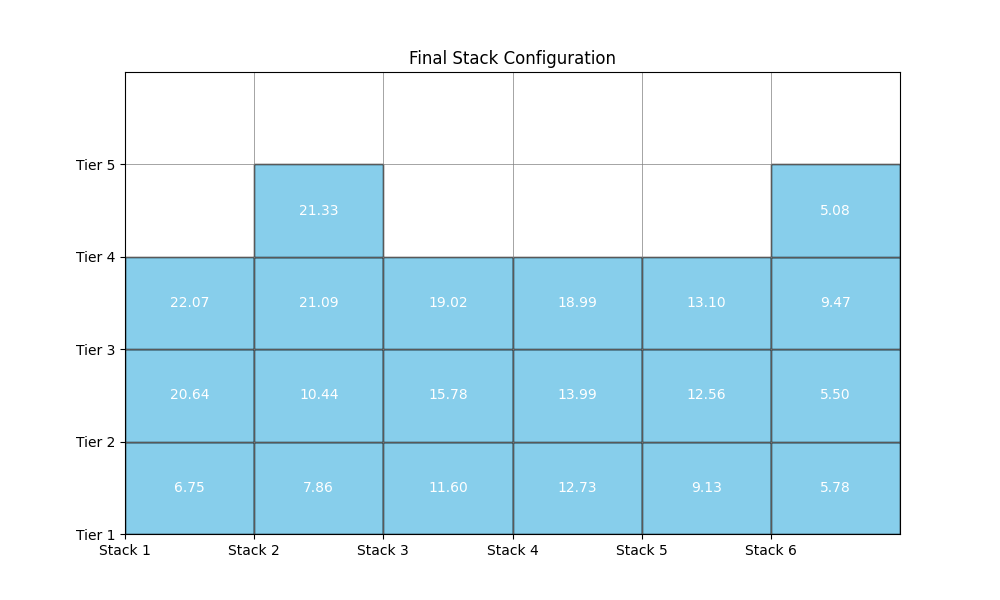 Final Stack Configuration
Tier 5
21.33 5.08
Tier 4
22.07 21.09 19.02 18.99 13.10 9.47
Tier 3
20.64 10.44 15.78 13.99 12.56 5.50
Tier 2
6.75 7.86 11.60 12.73 9.13 5.78
Tier 1
Stack 1 Stack 2 Stack 3 Stack 4 Stack 5 Stack 6